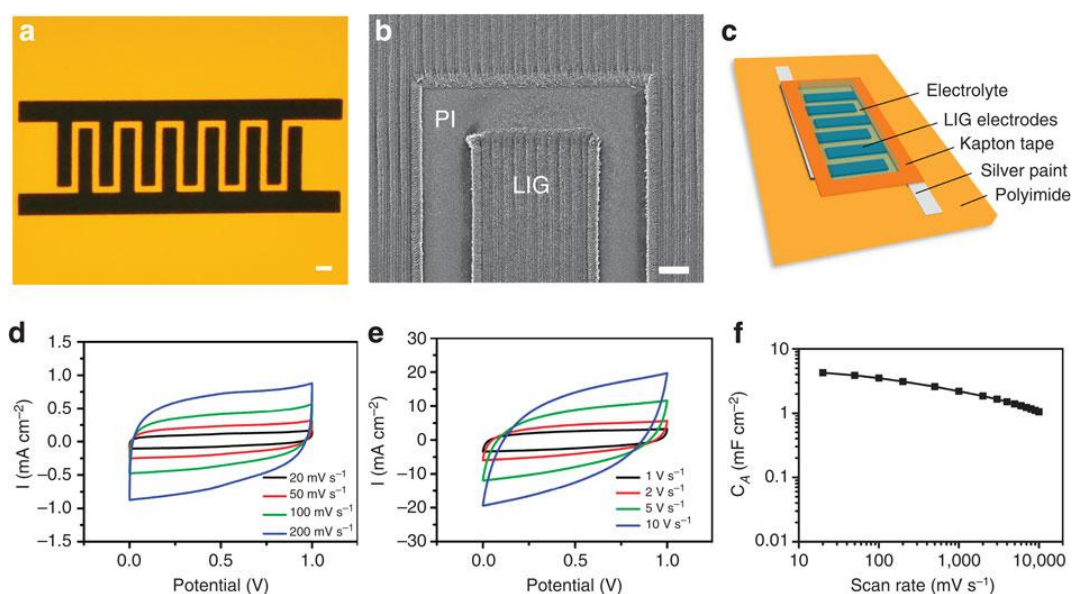 a
b
PI
LIG
c
Electrolyte
LIG electrodes
Kapton tape
Silver paint
Polyimide
d
I (mA cm⁻²)
1.5
1.0
0.5
0.0
–0.5
–1.0
–1.5
20 mV s⁻¹
50 mV s⁻¹
100 mV s⁻¹
200 mV s⁻¹
0.0 0.5 1.0
Potential (V)
e
I (mA cm⁻²)
30
20
10
0
–10
–20
–30
1 V s⁻¹
2 V s⁻¹
5 V s⁻¹
10 V s⁻¹
0.0 0.5 1.0
Potential (V)
f
C_A (mF cm⁻²)
10
1
0.1
0.01
10 100 1,000 10,000
Scan rate (mV s⁻¹)